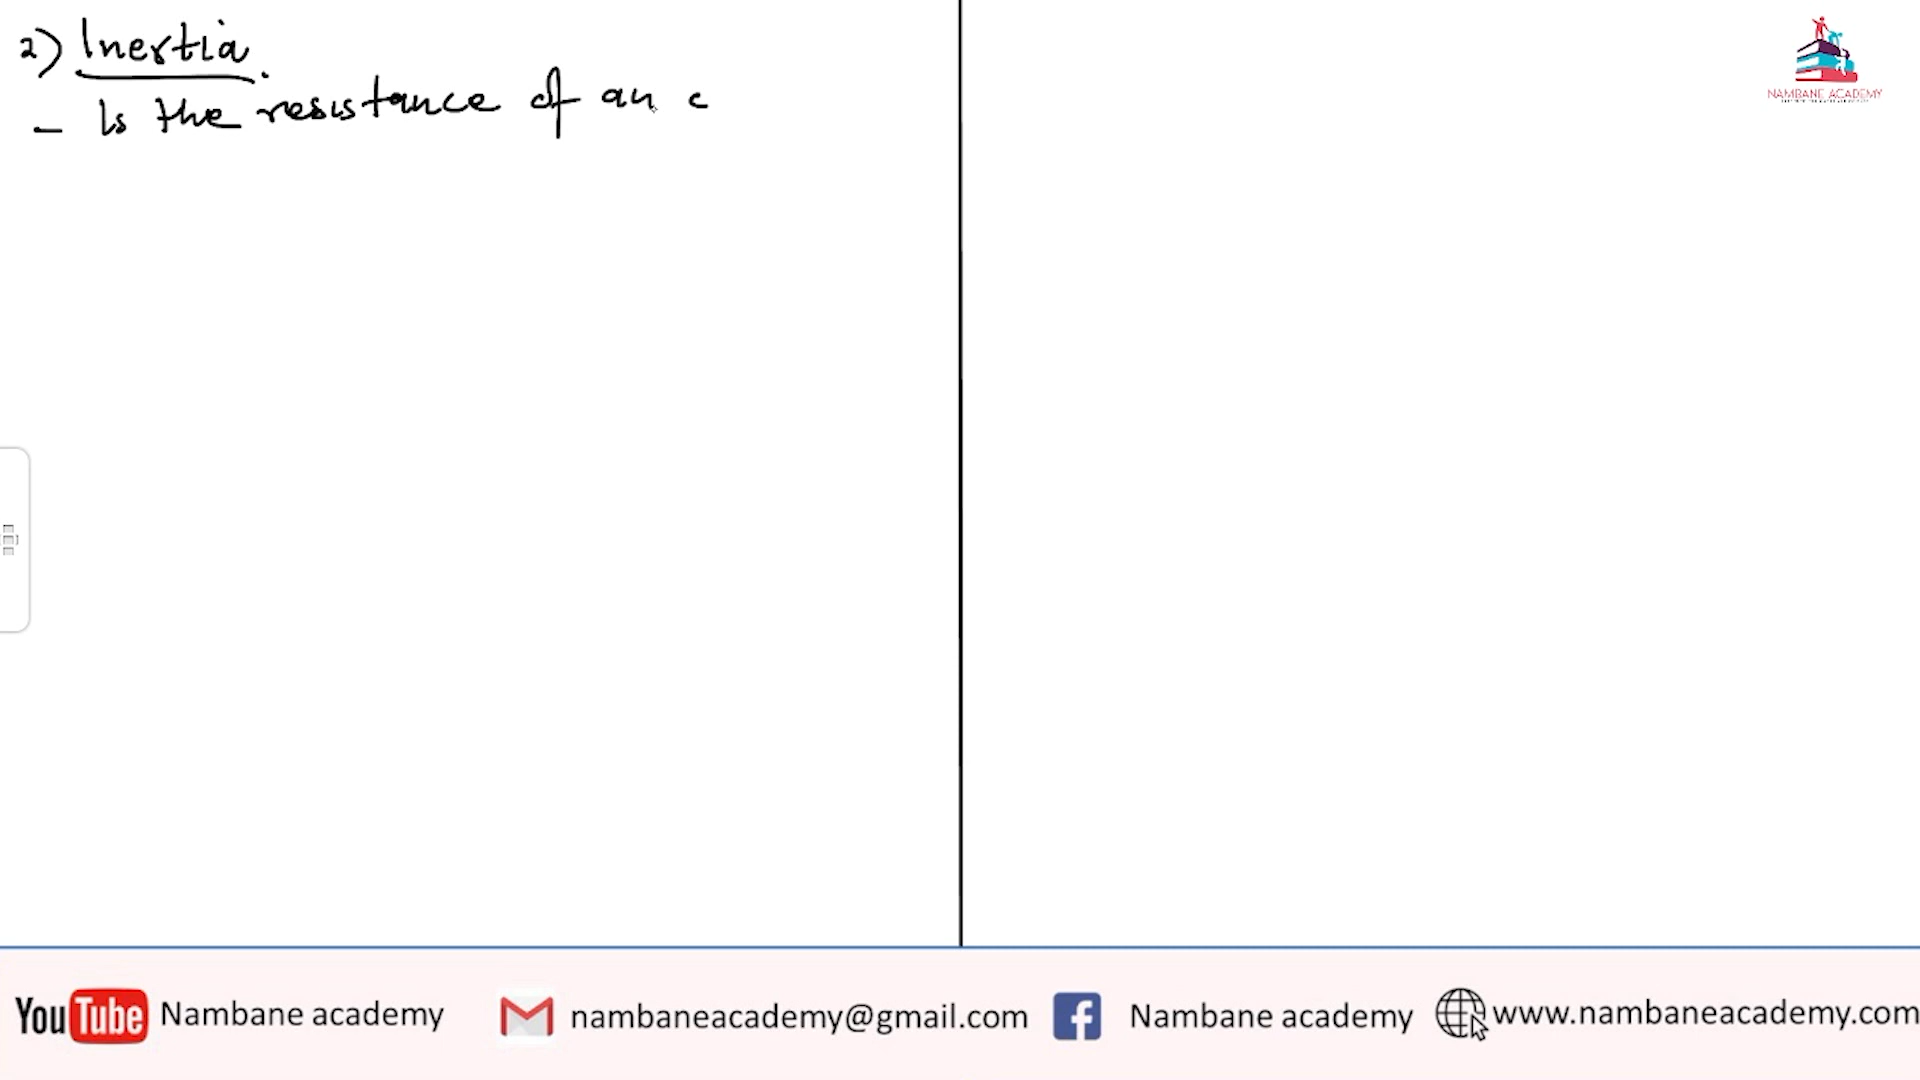 2) Inertia.
– Is the resistance of an c
NAMBANE ACADEMY
YouTube Nambane academy nambaneacademy@gmail.com Nambane academy www.nambaneacademy.com